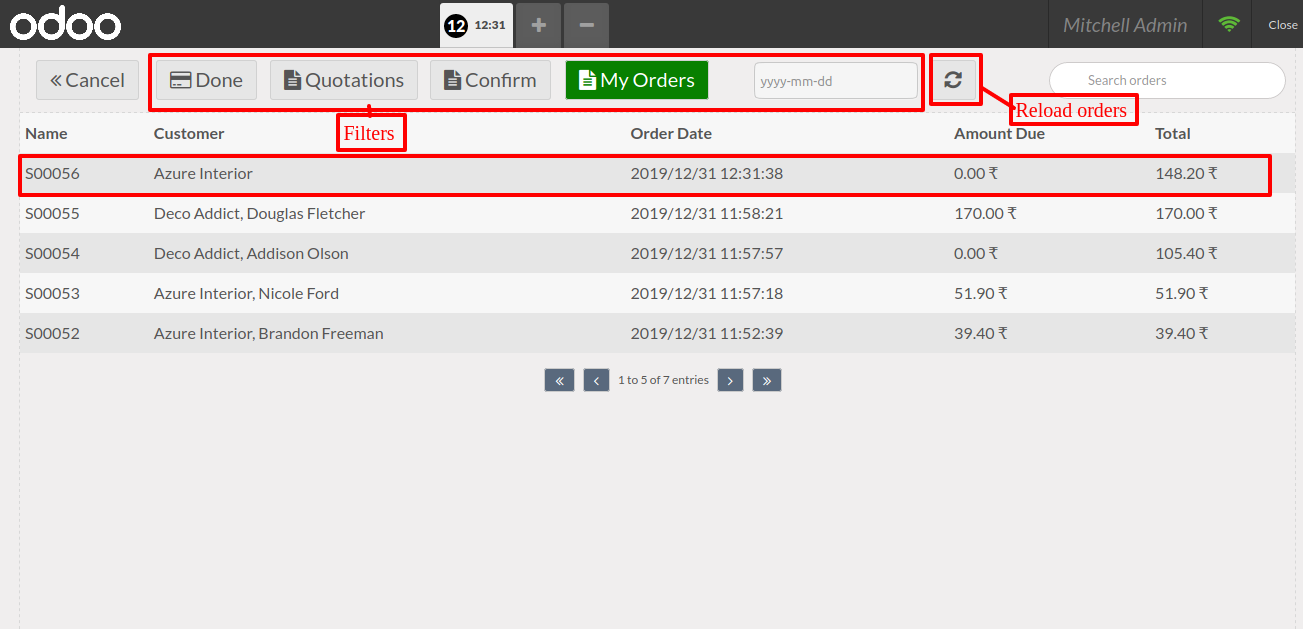 odoo 12 12:31 + − Mitchell Admin Close
« Cancel Done Quotations Confirm My Orders yyyy-mm-dd Search orders
Reload orders
Filters
Name Customer Order Date Amount Due Total
S00056 Azure Interior 2019/12/31 12:31:38 0.00 ₹ 148.20 ₹
S00055 Deco Addict, Douglas Fletcher 2019/12/31 11:58:21 170.00 ₹ 170.00 ₹
S00054 Deco Addict, Addison Olson 2019/12/31 11:57:57 0.00 ₹ 105.40 ₹
S00053 Azure Interior, Nicole Ford 2019/12/31 11:57:18 51.90 ₹ 51.90 ₹
S00052 Azure Interior, Brandon Freeman 2019/12/31 11:52:39 39.40 ₹ 39.40 ₹
« ‹ 1 to 5 of 7 entries › »